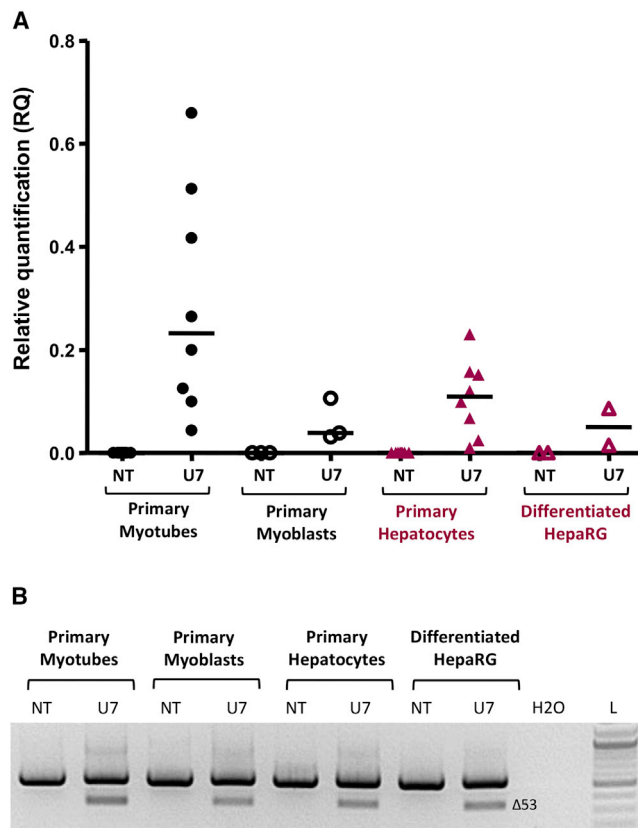 A
Relative quantification (RQ)
0.8
0.6
0.4
0.2
0.0
NT U7 NT U7 NT U7 NT U7
Primary Primary Primary Differentiated
Myotubes Myoblasts Hepatocytes HepaRG
B
Primary Primary Primary Differentiated
Myotubes Myoblasts Hepatocytes HepaRG
NT U7 NT U7 NT U7 NT U7 H2O L
Δ53